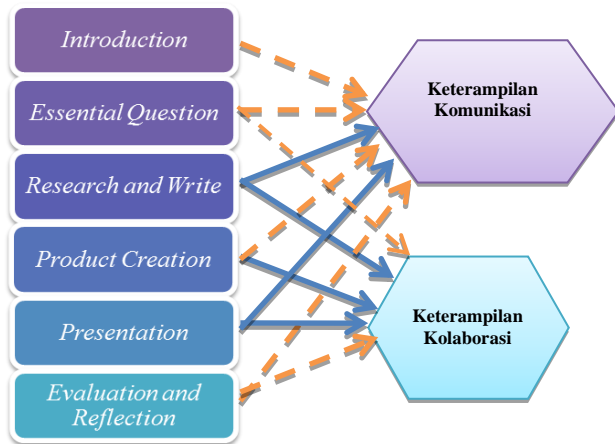 Introduction
Essential Question
Research and Write
Product Creation
Presentation
Evaluation and
Reflection
Keterampilan
Komunikasi
Keterampilan
Kolaborasi